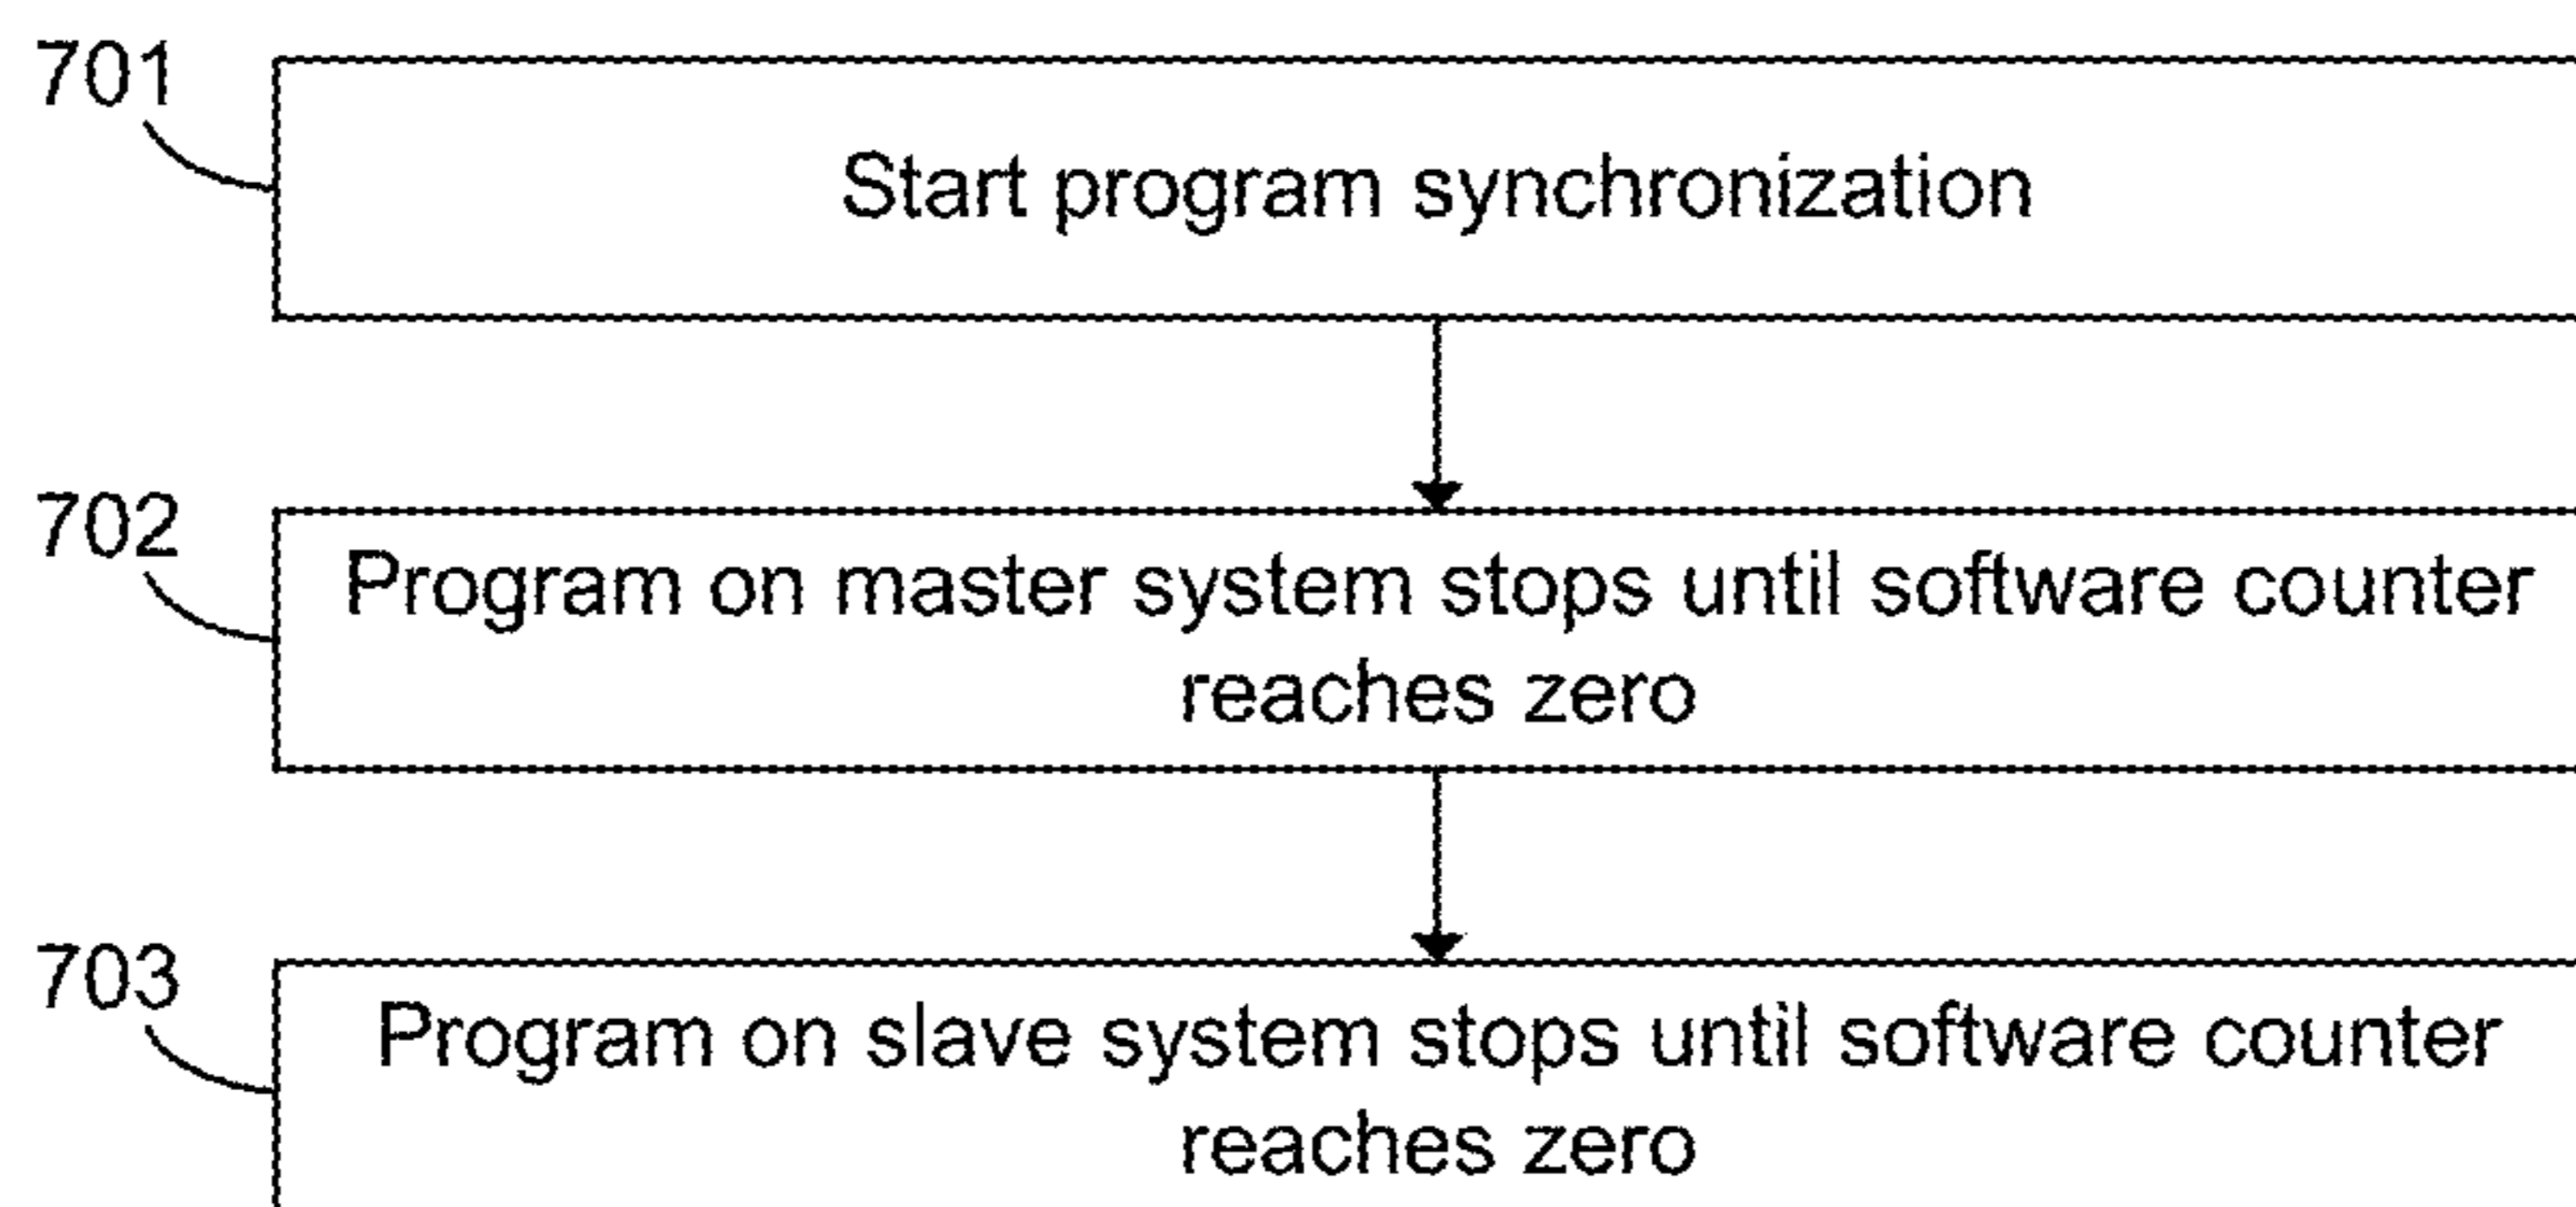 701
Start program synchronization
702
Program on master system stops until software counter
reaches zero
703
Program on slave system stops until software counter
reaches zero